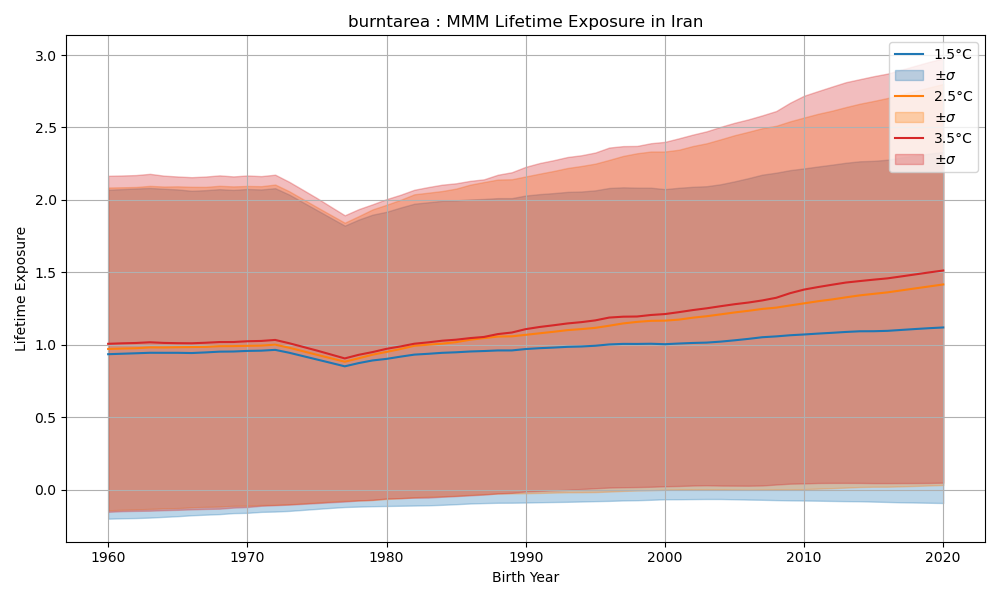 burntarea : MMM Lifetime Exposure in Iran
3.0
2.5
2.0
1.5
1.0
0.5
0.0
Lifetime Exposure
1.5°C
±σ
2.5°C
±σ
3.5°C
±σ
1960 1970 1980 1990 2000 2010 2020
Birth Year